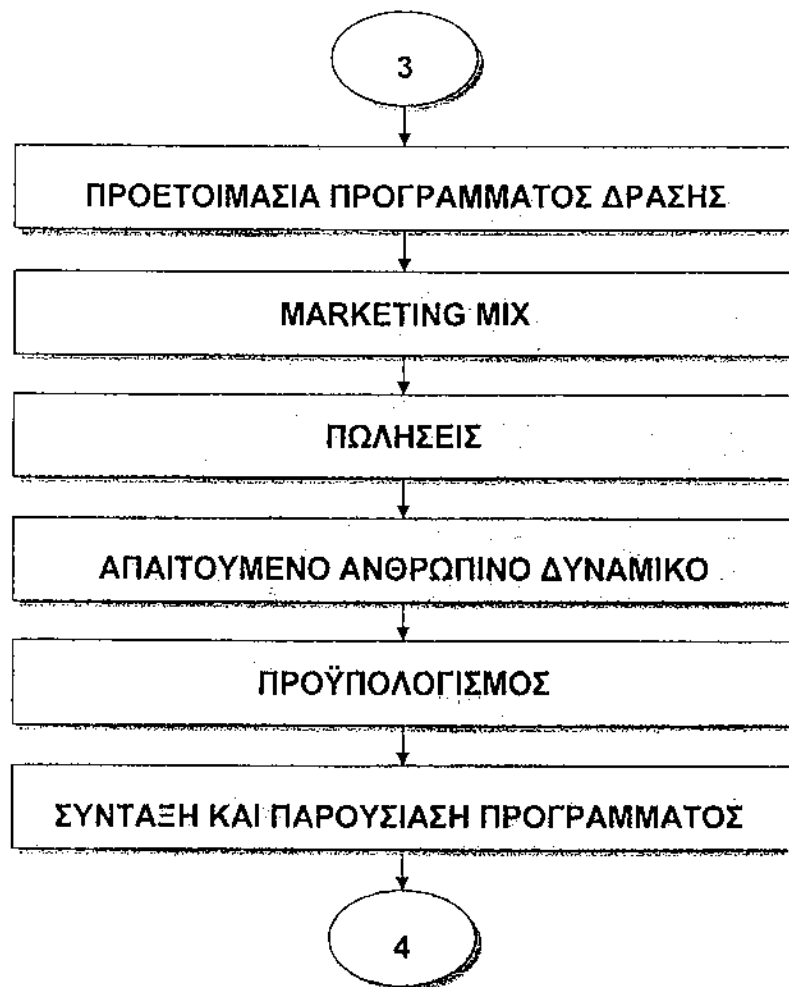 3
ΠΡΟΕΤΟΙΜΑΣΙΑ ΠΡΟΓΡΑΜΜΑΤΟΣ ΔΡΑΣΗΣ
MARKETING MIX
ΠΩΛΗΣΕΙΣ
ΑΠΑΙΤΟΥΜΕΝΟ ΑΝΘΡΩΠΙΝΟ ΔΥΝΑΜΙΚΟ
ΠΡΟΫΠΟΛΟΓΙΣΜΟΣ
ΣΥΝΤΑΞΗ ΚΑΙ ΠΑΡΟΥΣΙΑΣΗ ΠΡΟΓΡΑΜΜΑΤΟΣ
4